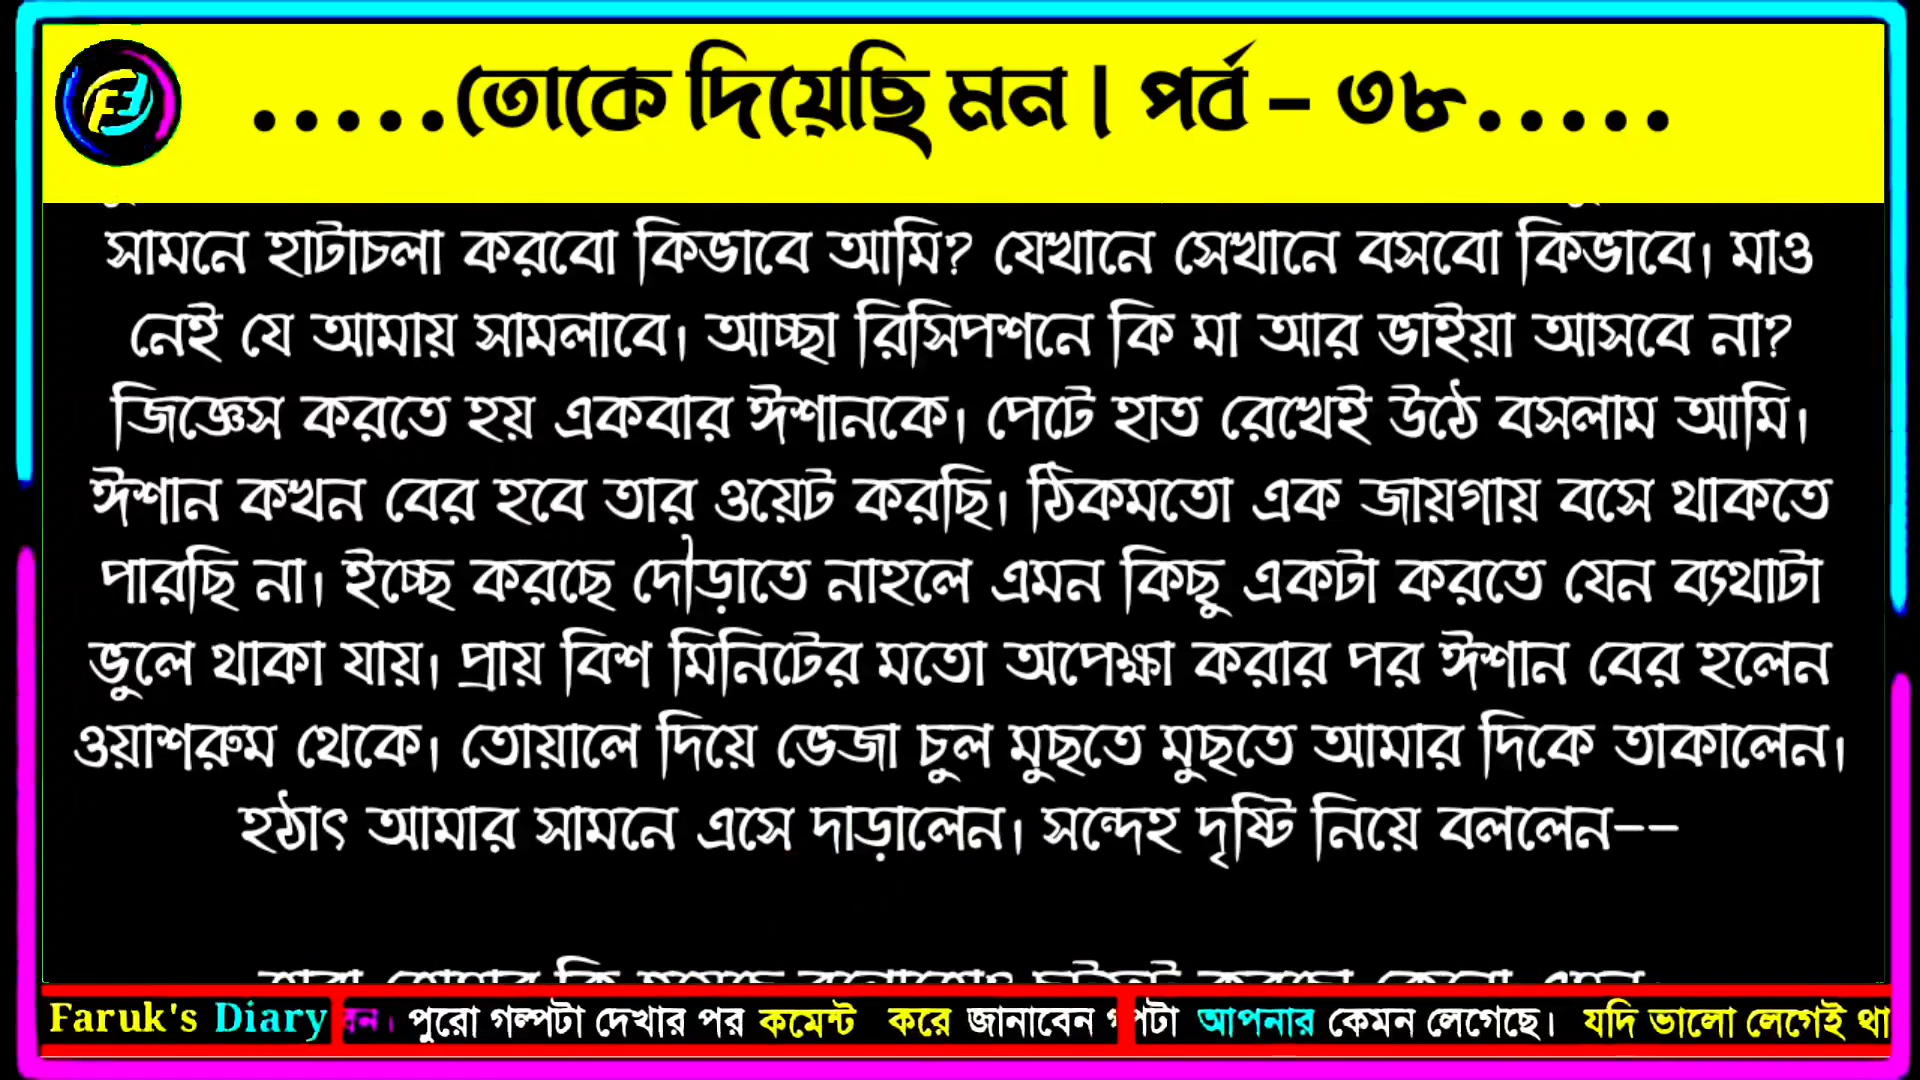 .....তোকে দিয়েছি মন | পর্ব – ৩৮.....
সামনে হাটাচলা করবো কিভাবে আমি? যেখানে সেখানে বসবো কিভাবে। মাও
নেই যে আমায় সামলাবে। আচ্ছা রিসিপশনে কি মা আর ভাইয়া আসবে না?
জিজ্ঞেস করতে হয় একবার ঈশানকে। পেটে হাত রেখেই উঠে বসলাম আমি।
ঈশান কখন বের হবে তার ওয়েট করছি। ঠিকমতো এক জায়গায় বসে থাকতে
পারছি না। ইচ্ছে করছে দৌড়াতে নাহলে এমন কিছু একটা করতে যেন ব্যথাটা
ভুলে থাকা যায়। প্রায় বিশ মিনিটের মতো অপেক্ষা করার পর ঈশান বের হলেন
ওয়াশরুম থেকে। তোয়ালে দিয়ে ভেজা চুল মুছতে মুছতে আমার দিকে তাকালেন।
হঠাৎ আমার সামনে এসে দাড়ালেন। সন্দেহ দৃষ্টি নিয়ে বললেন--
Faruk's Diary
পুরো গল্পটা দেখার পর কমেন্ট করে জানাবেন
আপনার কেমন লেগেছে। যদি ভালো লেগেই